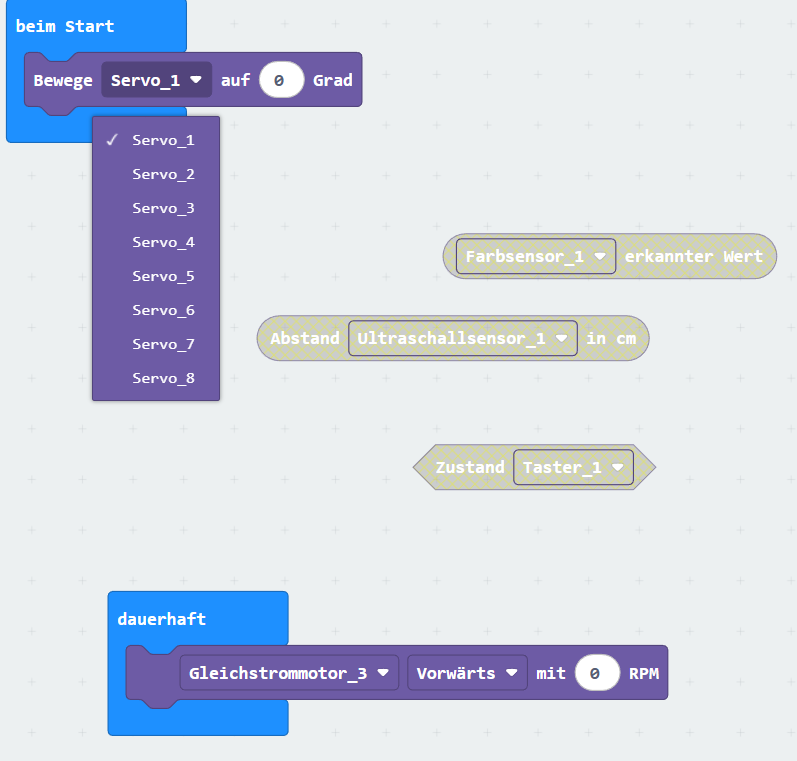 beim Start
Bewege Servo_1 auf 0 Grad
✓ Servo_1
Servo_2
Servo_3
Servo_4
Servo_5
Servo_6
Servo_7
Servo_8
Farbsensor_1 erkannter Wert
Abstand Ultraschallsensor_1 in cm
Zustand Taster_1
dauerhaft
Gleichstrommotor_3 Vorwärts mit 0 RPM